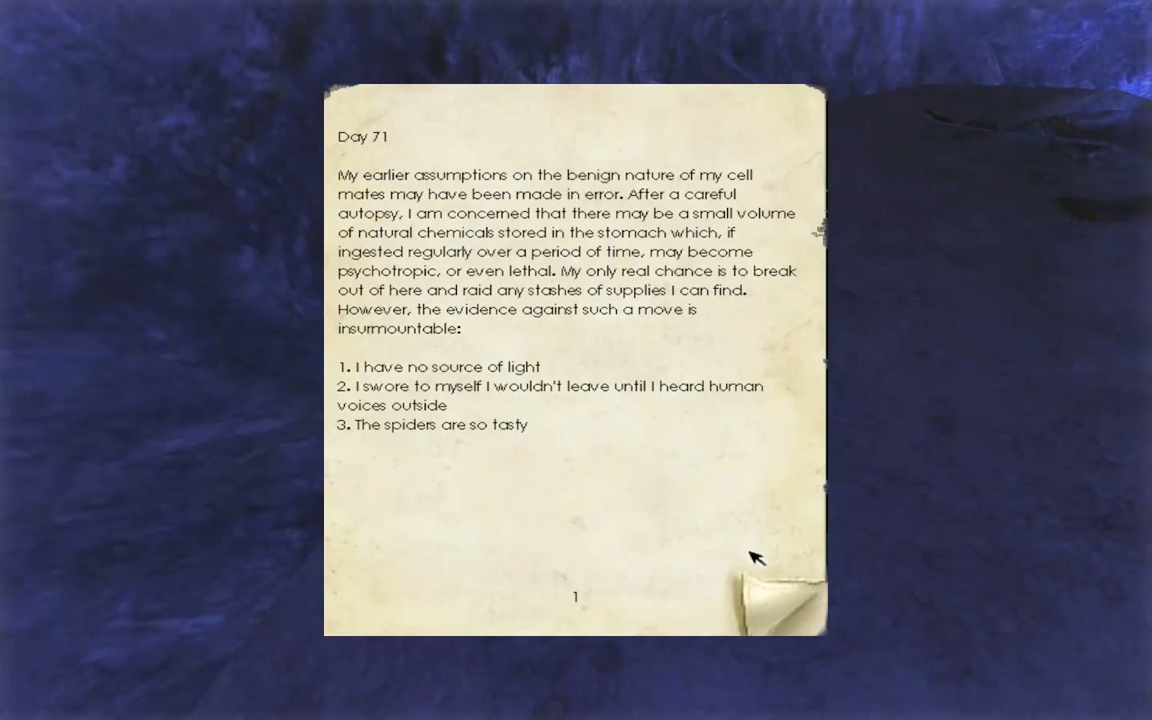 Day 71
My earlier assumptions on the benign nature of my cell
mates may have been made in error. After a careful
autopsy, I am concerned that there may be a small volume
of natural chemicals stored in the stomach which, if
ingested regularly over a period of time, may become
psychotropic, or even lethal. My only real chance is to break
out of here and raid any stashes of supplies I can find.
However, the evidence against such a move is
insurmountable:
1. I have no source of light
2. I swore to myself I wouldn't leave until I heard human
voices outside
3. The spiders are so tasty
1